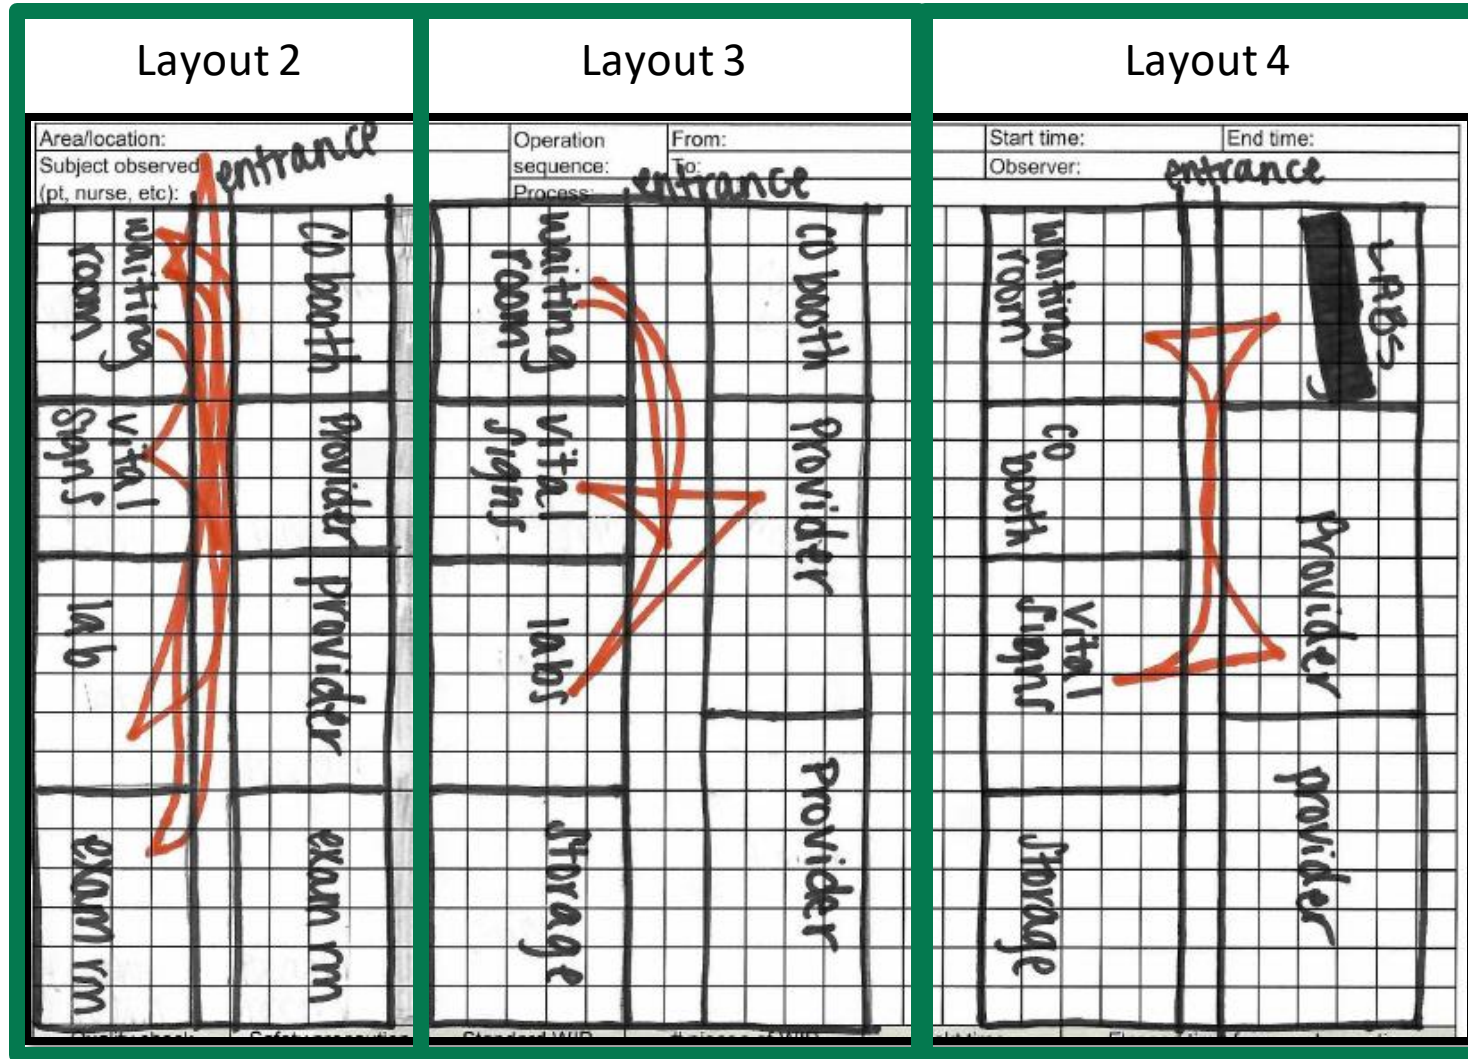 Layout 2
Layout 3
Layout 4
Area/location:
Subject observed
(pt, nurse, etc):
Operation
sequence:
From:
To:
Process:
Start time:
End time:
Observer:
entrance
waiting
room
CO booth
Vital
Signs
Provider
lab
provider
exam rm
exam rm
entrance
waiting
room
CO booth
Vital
Signs
Provider
labs
Provider
Storage
entrance
waiting
room
LABS
CO
booth
Provider
Vital
Signs
provider
Storage